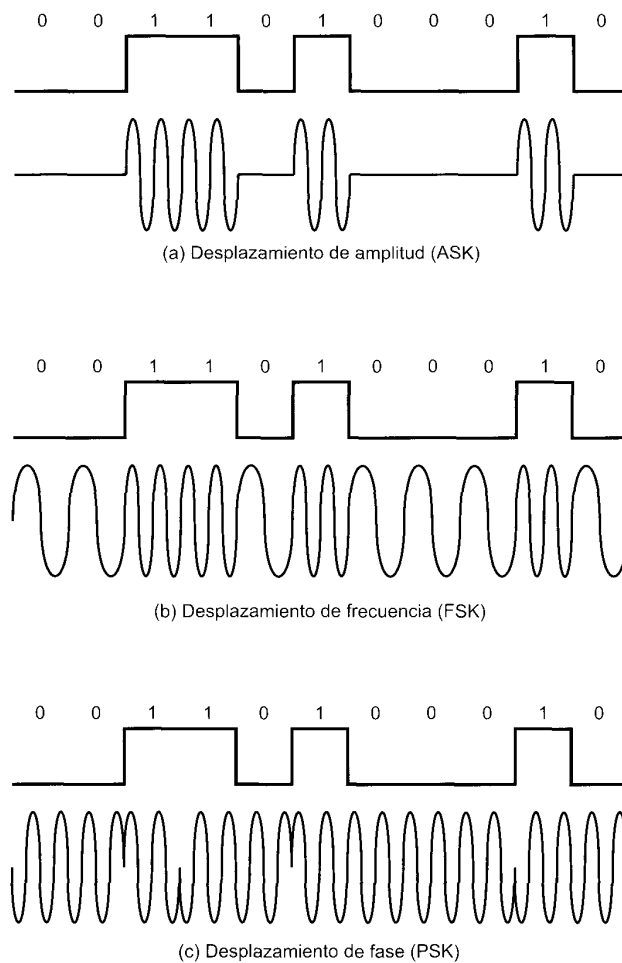 0 0 1 1 0 1 0 0 0 1 0
(a) Desplazamiento de amplitud (ASK)
0 0 1 1 0 1 0 0 0 1 0
(b) Desplazamiento de frecuencia (FSK)
0 0 1 1 0 1 0 0 0 1 0
(c) Desplazamiento de fase (PSK)